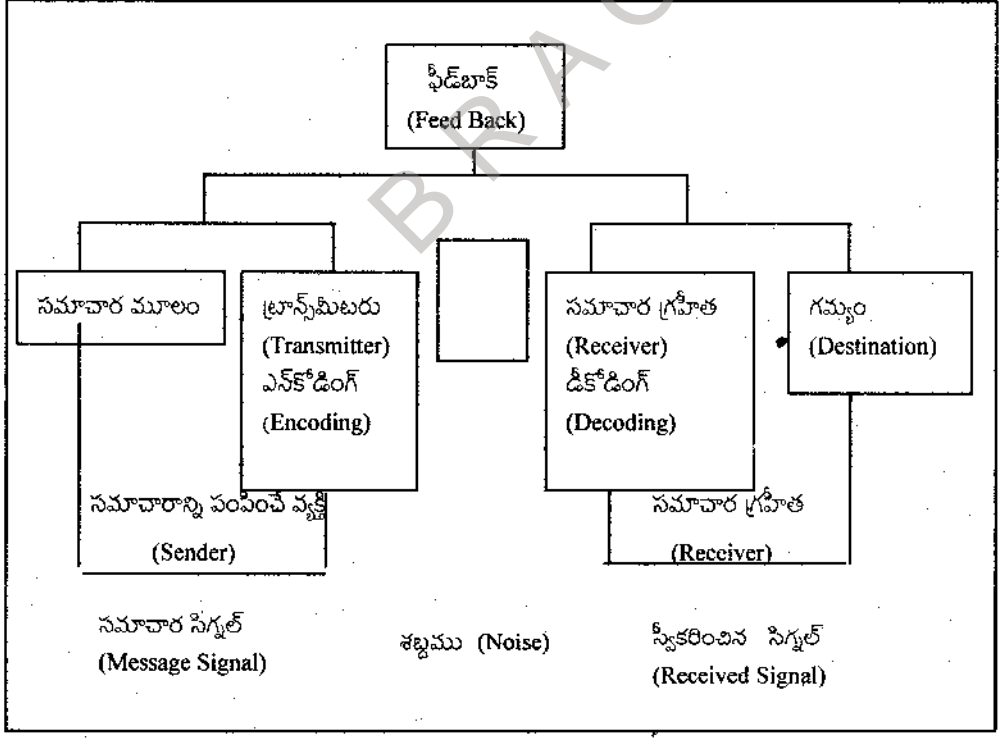 B R A O
ఫీడ్‌బాక్
(Feed Back)
సమాచార మూలం
ట్రాన్స్‌మీటరు
(Transmitter)
ఎన్‌కోడింగ్
(Encoding)
సమాచార గ్రహీత
(Receiver)
డీకోడింగ్
(Decoding)
గమ్యం
(Destination)
సమాచారాన్ని పంపించే వ్యక్తి
(Sender)
సమాచార గ్రహీత
(Receiver)
సమాచార సిగ్నల్
(Message Signal)
శబ్దము (Noise)
స్వీకరించిన సిగ్నల్
(Received Signal)